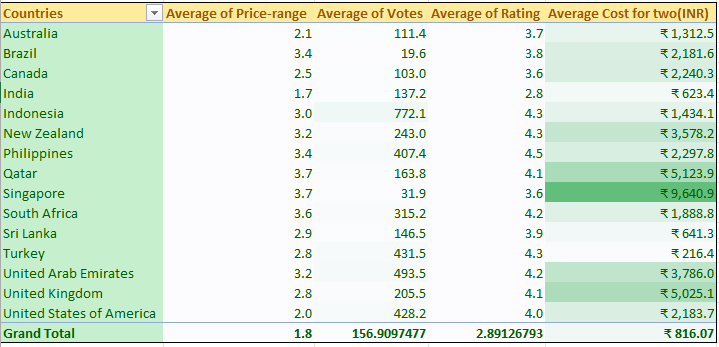 Countries Average of Price-range Average of Votes Average of Rating Average Cost for two(INR)
Australia 2.1 111.4 3.7 ₹ 1,312.5
Brazil 3.4 19.6 3.8 ₹ 2,181.6
Canada 2.5 103.0 3.6 ₹ 2,240.3
India 1.7 137.2 2.8 ₹ 623.4
Indonesia 3.0 772.1 4.3 ₹ 1,434.1
New Zealand 3.2 243.0 4.3 ₹ 3,578.2
Philippines 3.4 407.4 4.5 ₹ 2,297.8
Qatar 3.7 163.8 4.1 ₹ 5,123.9
Singapore 3.7 31.9 3.6 ₹ 9,640.9
South Africa 3.6 315.2 4.2 ₹ 1,888.8
Sri Lanka 2.9 146.5 3.9 ₹ 641.3
Turkey 2.8 431.5 4.3 ₹ 216.4
United Arab Emirates 3.2 493.5 4.2 ₹ 3,786.0
United Kingdom 2.8 205.5 4.1 ₹ 5,025.1
United States of America 2.0 428.2 4.0 ₹ 2,183.7
Grand Total 1.8 156.9097477 2.89126793 ₹ 816.07